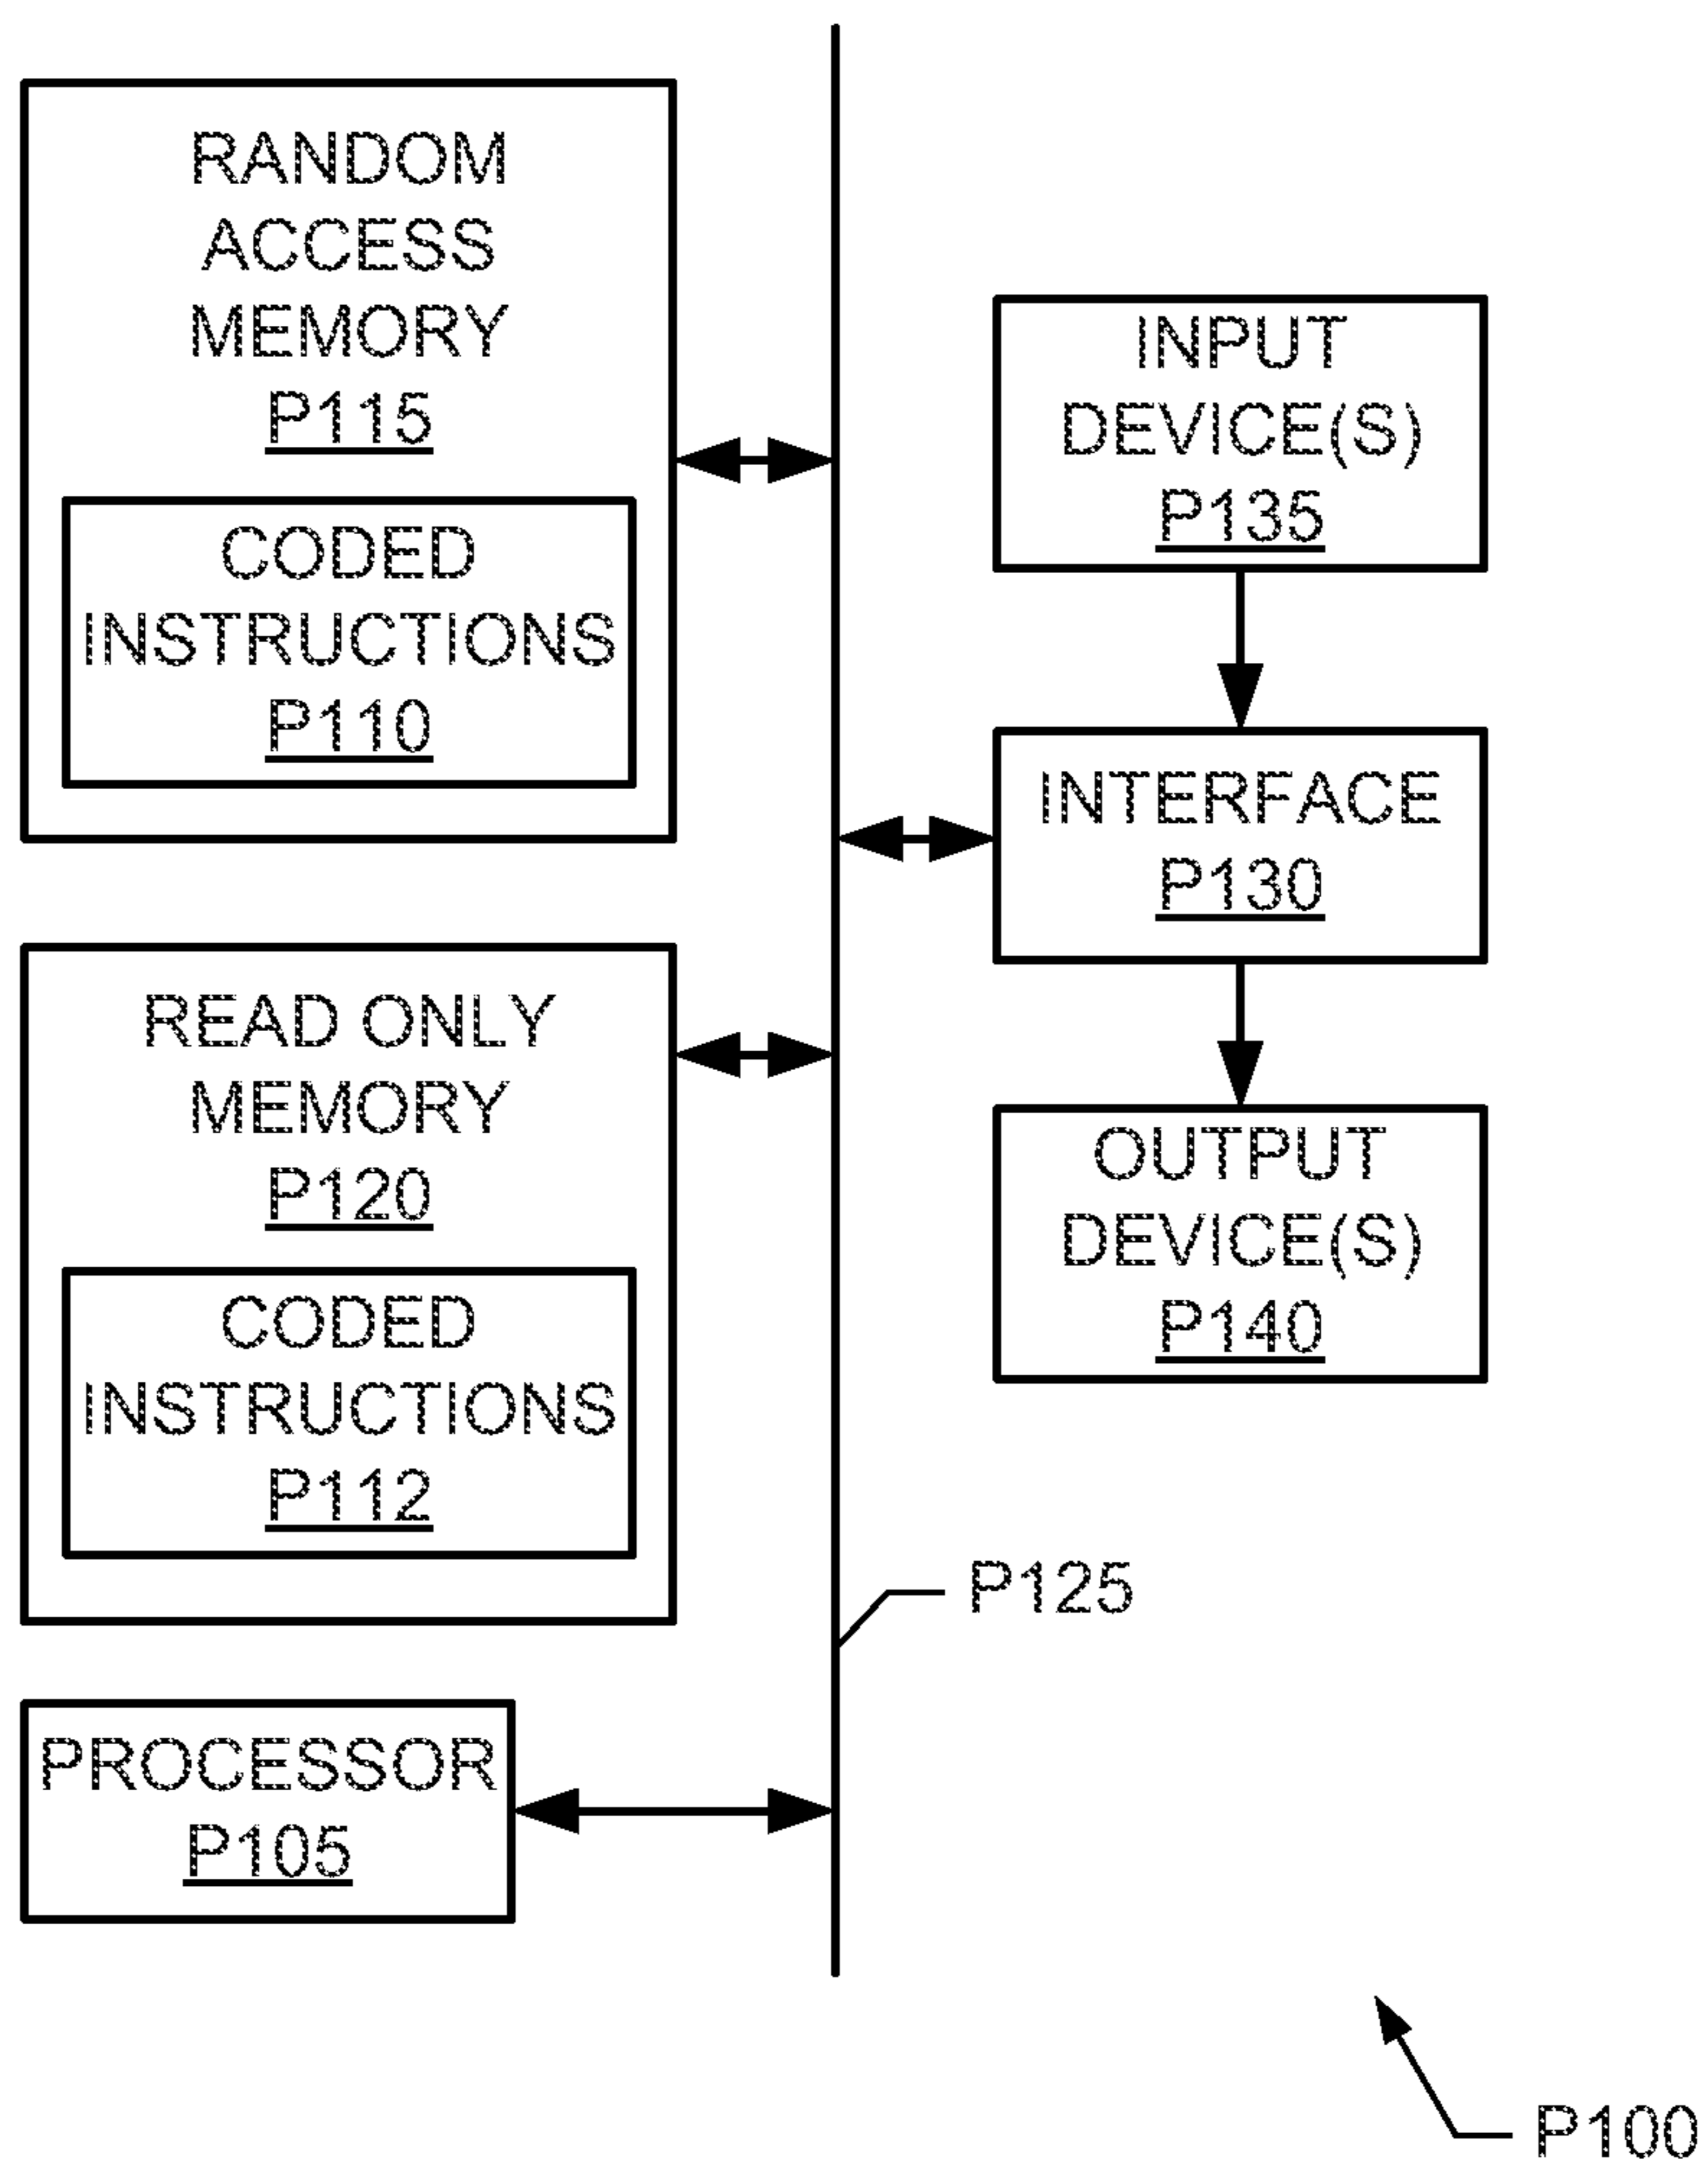 RANDOM
ACCESS
MEMORY
P115
CODED
INSTRUCTIONS
P110
READ ONLY
MEMORY
P120
CODED
INSTRUCTIONS
P112
PROCESSOR
P105
INPUT
DEVICE(S)
P135
INTERFACE
P130
OUTPUT
DEVICE(S)
P140
P125
P100